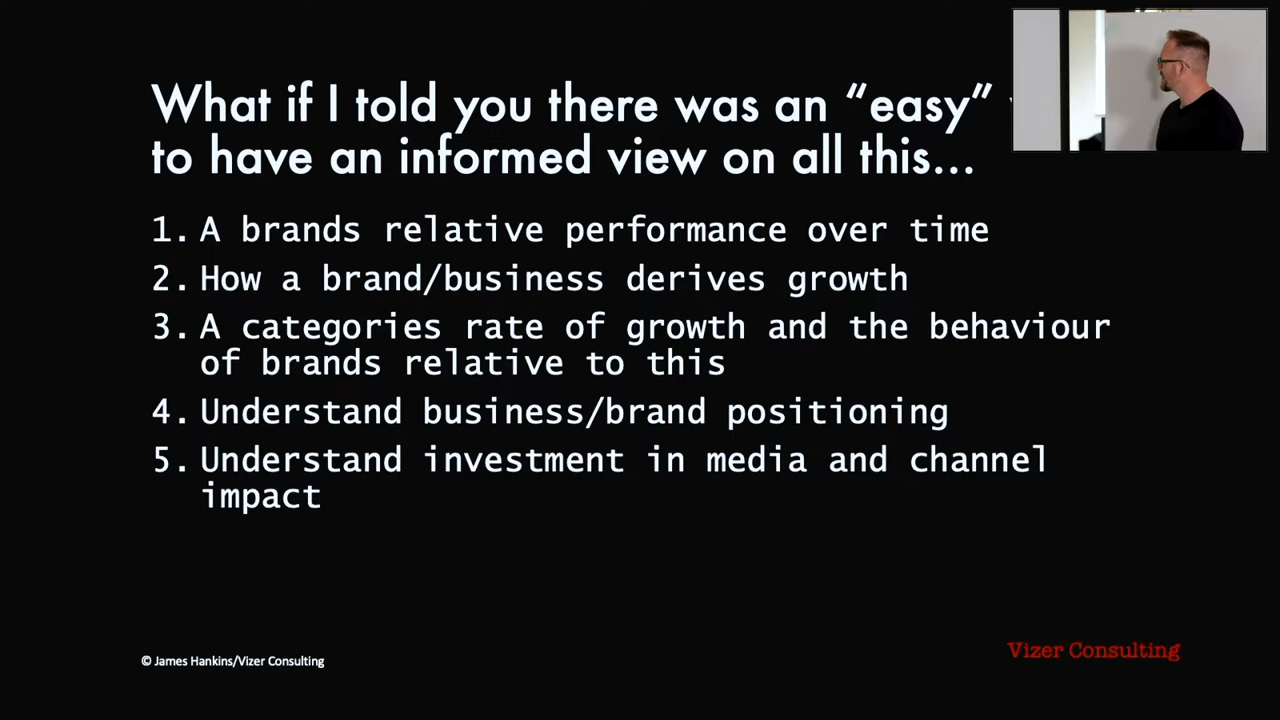 What if I told you there was an “easy”
to have an informed view on all this...
1. A brands relative performance over time
2. How a brand/business derives growth
3. A categories rate of growth and the behaviour
of brands relative to this
4. Understand business/brand positioning
5. Understand investment in media and channel
impact
© James Hankins/Vizer Consulting
Vizer Consulting